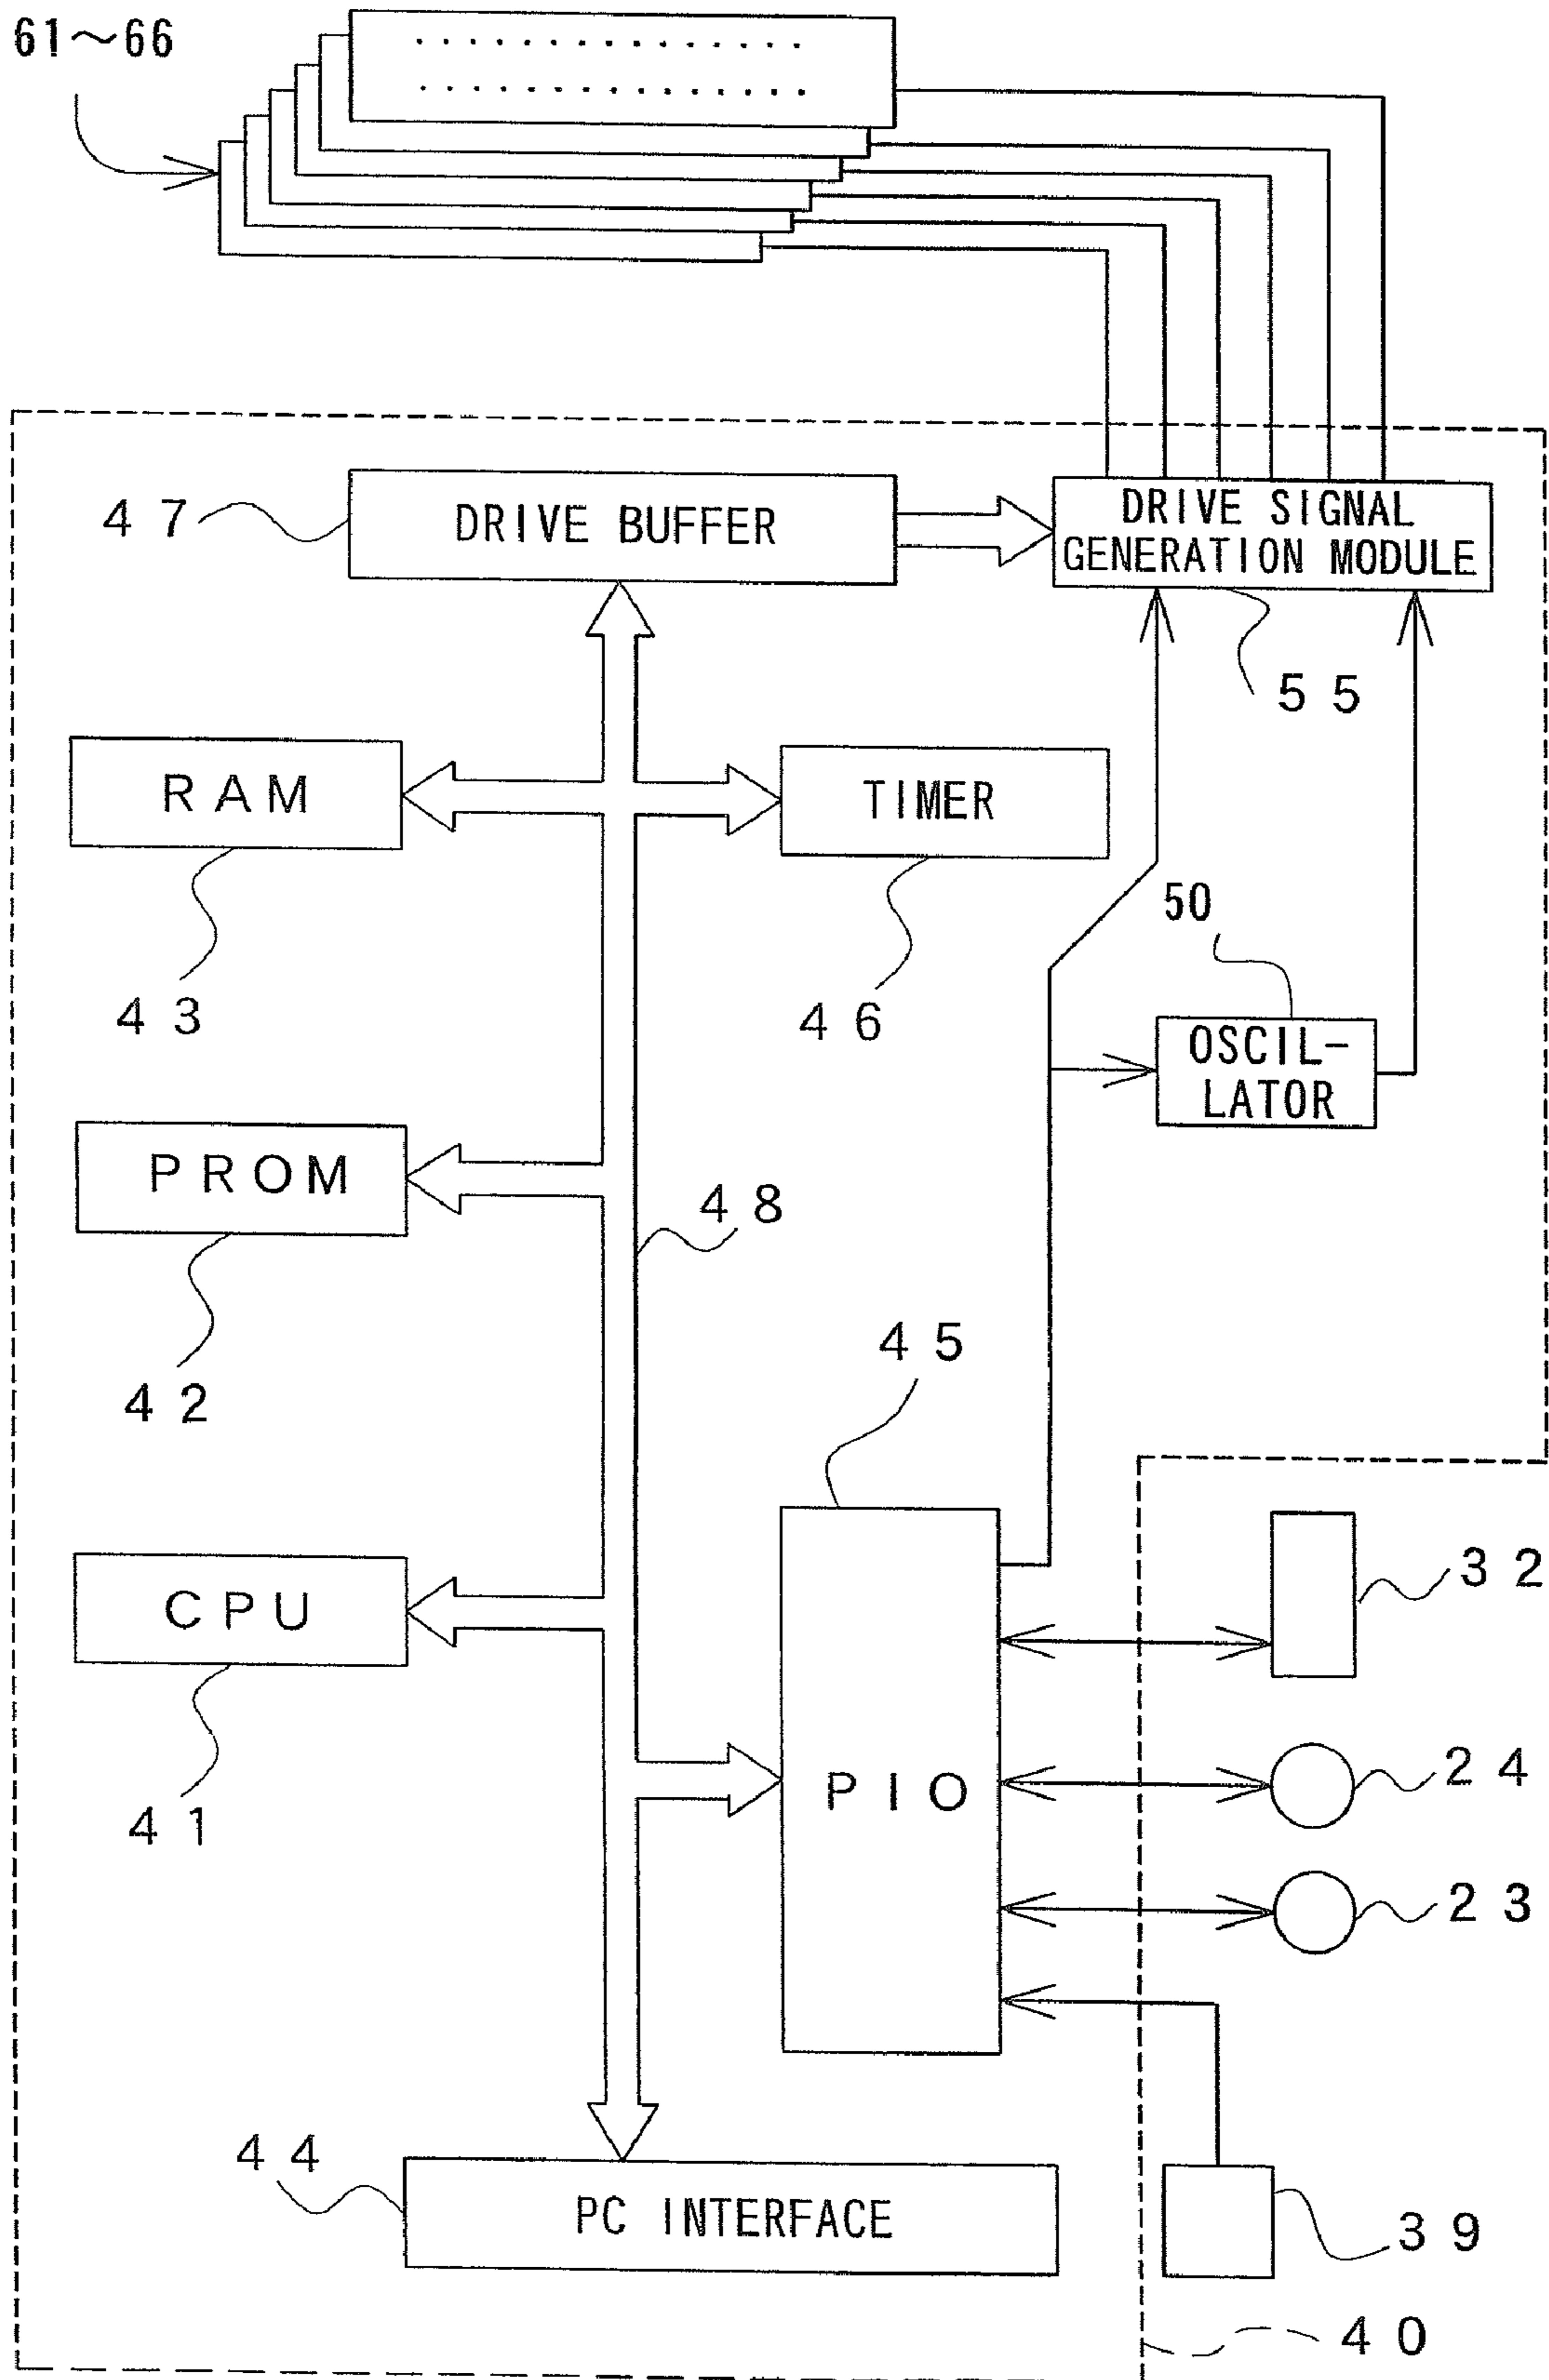 61～66
47
DRIVE BUFFER
DRIVE SIGNAL
GENERATION MODULE
55
RAM
TIMER
43
46
50
OSCIL-
LATOR
PROM
48
42
45
CPU
32
41
PIO
24
23
44
PC INTERFACE
39
40